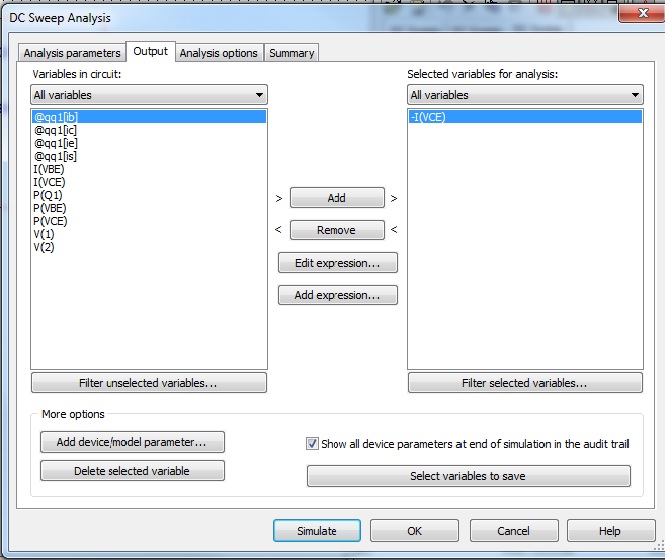 DC Sweep Analysis
Analysis parameters Output Analysis options Summary
Variables in circuit:
All variables
@qq1[ib]
@qq1[ic]
@qq1[ie]
@qq1[is]
I(VBE)
I(VCE)
P(Q1)
P(VBE)
P(VCE)
V(1)
V(2)
Filter unselected variables...
> Add >
< Remove <
Edit expression...
Add expression...
Selected variables for analysis:
All variables
-I(VCE)
Filter selected variables...
More options
Add device/model parameter...
Delete selected variable
Show all device parameters at end of simulation in the audit trail
Select variables to save
Simulate OK Cancel Help